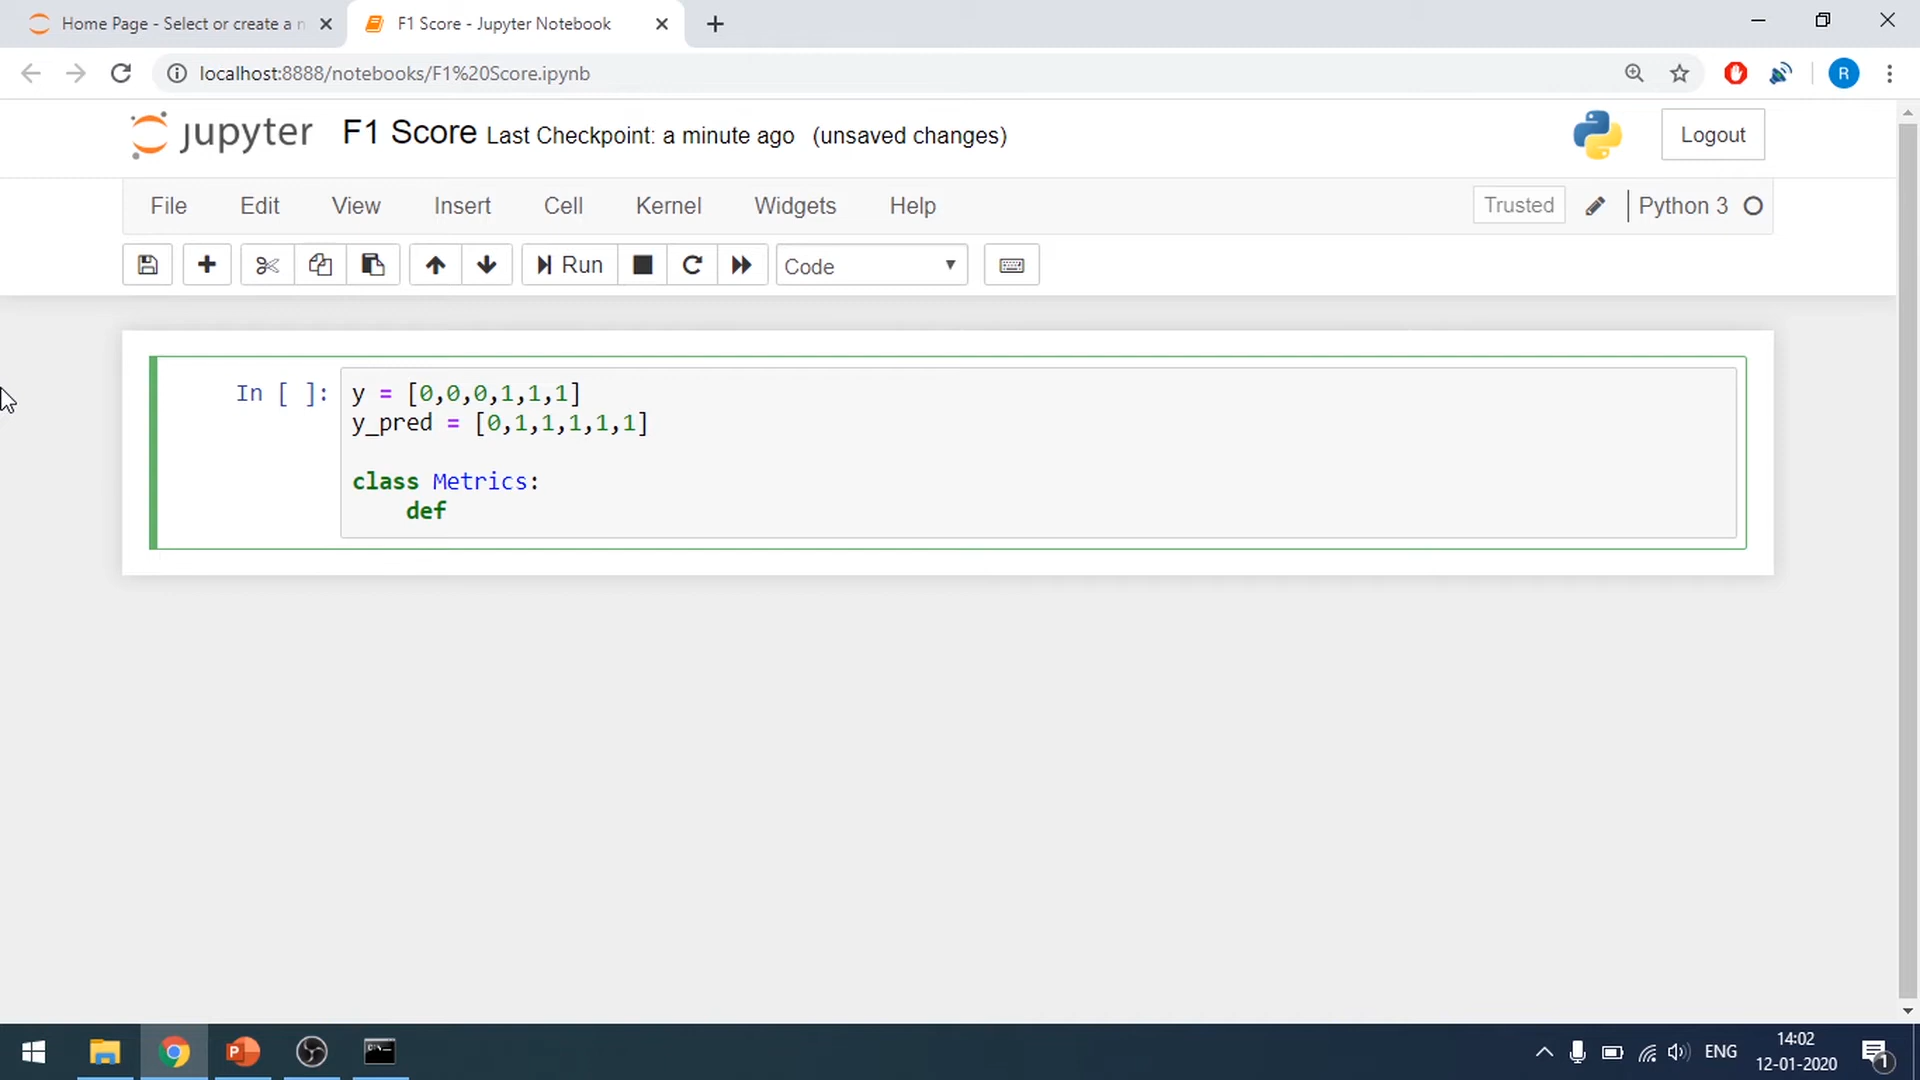 Home Page - Select or create a n
F1 Score - Jupyter Notebook
localhost:8888/notebooks/F1%20Score.ipynb
R
jupyter F1 Score Last Checkpoint: a minute ago (unsaved changes)
Logout
File Edit View Insert Cell Kernel Widgets Help
Trusted Python 3
Run Code
In [ ]:
y = [0,0,0,1,1,1]
y_pred = [0,1,1,1,1,1]
class Metrics:
def
ENG
14:02
12-01-2020
1